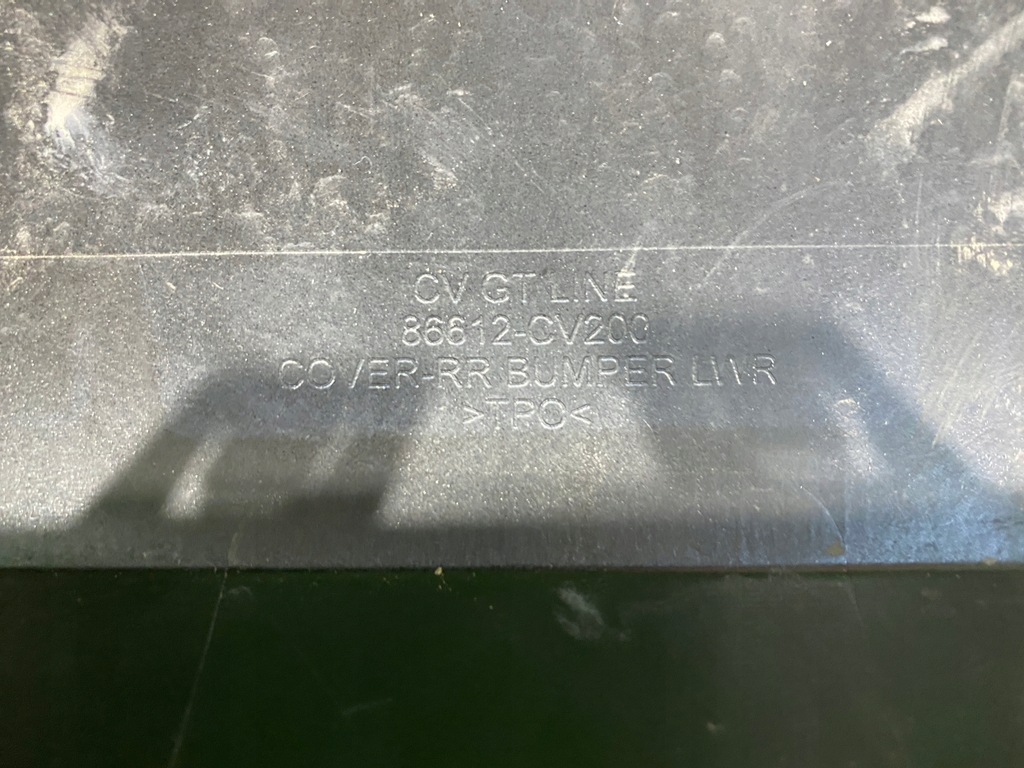 CV GT LINE
86612-CV200
COVER-RR BUMPER LWR
>TPO<